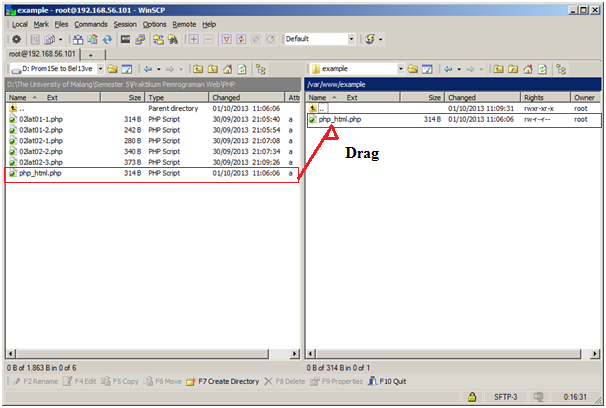 example - root@192.168.56.101 - WinSCP
Local Mark Files Commands Session Options Remote Help
Default
root@192.168.56.101 +
D: Prom15e to Bel13ve
example
D:\The University of Malang\Semester 5\Praktikum Pemrograman Web\PHP
/var/www/example
Name Ext Size Type Changed Attr
Name Ext Size Changed Rights Owner
.. Parent directory 01/10/2013 11:06:06
.. 01/10/2013 11:09:31 rwxr-xr-x root
02lat01-1.php 314 B PHP Script 30/09/2013 21:05:40 a
php_html.php 314 B 01/10/2013 11:06:06 rw-r--r-- root
02lat01-2.php 242 B PHP Script 30/09/2013 21:05:54 a
02lat02-1.php 280 B PHP Script 30/09/2013 21:07:08 a
02lat02-2.php 340 B PHP Script 30/09/2013 21:07:34 a
02lat02-3.php 373 B PHP Script 30/09/2013 21:09:26 a
php_html.php 314 B PHP Script 01/10/2013 11:06:06 a
Drag
0 B of 1.863 B in 0 of 6
0 B of 314 B in 0 of 1
F2 Rename F4 Edit F5 Copy F6 Move F7 Create Directory F8 Delete F9 Properties F10 Quit
SFTP-3 0:16:31